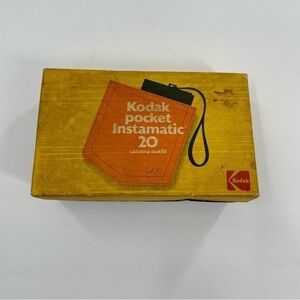 Kodak
pocket
Instamatic
20
camera outfit
Kodak